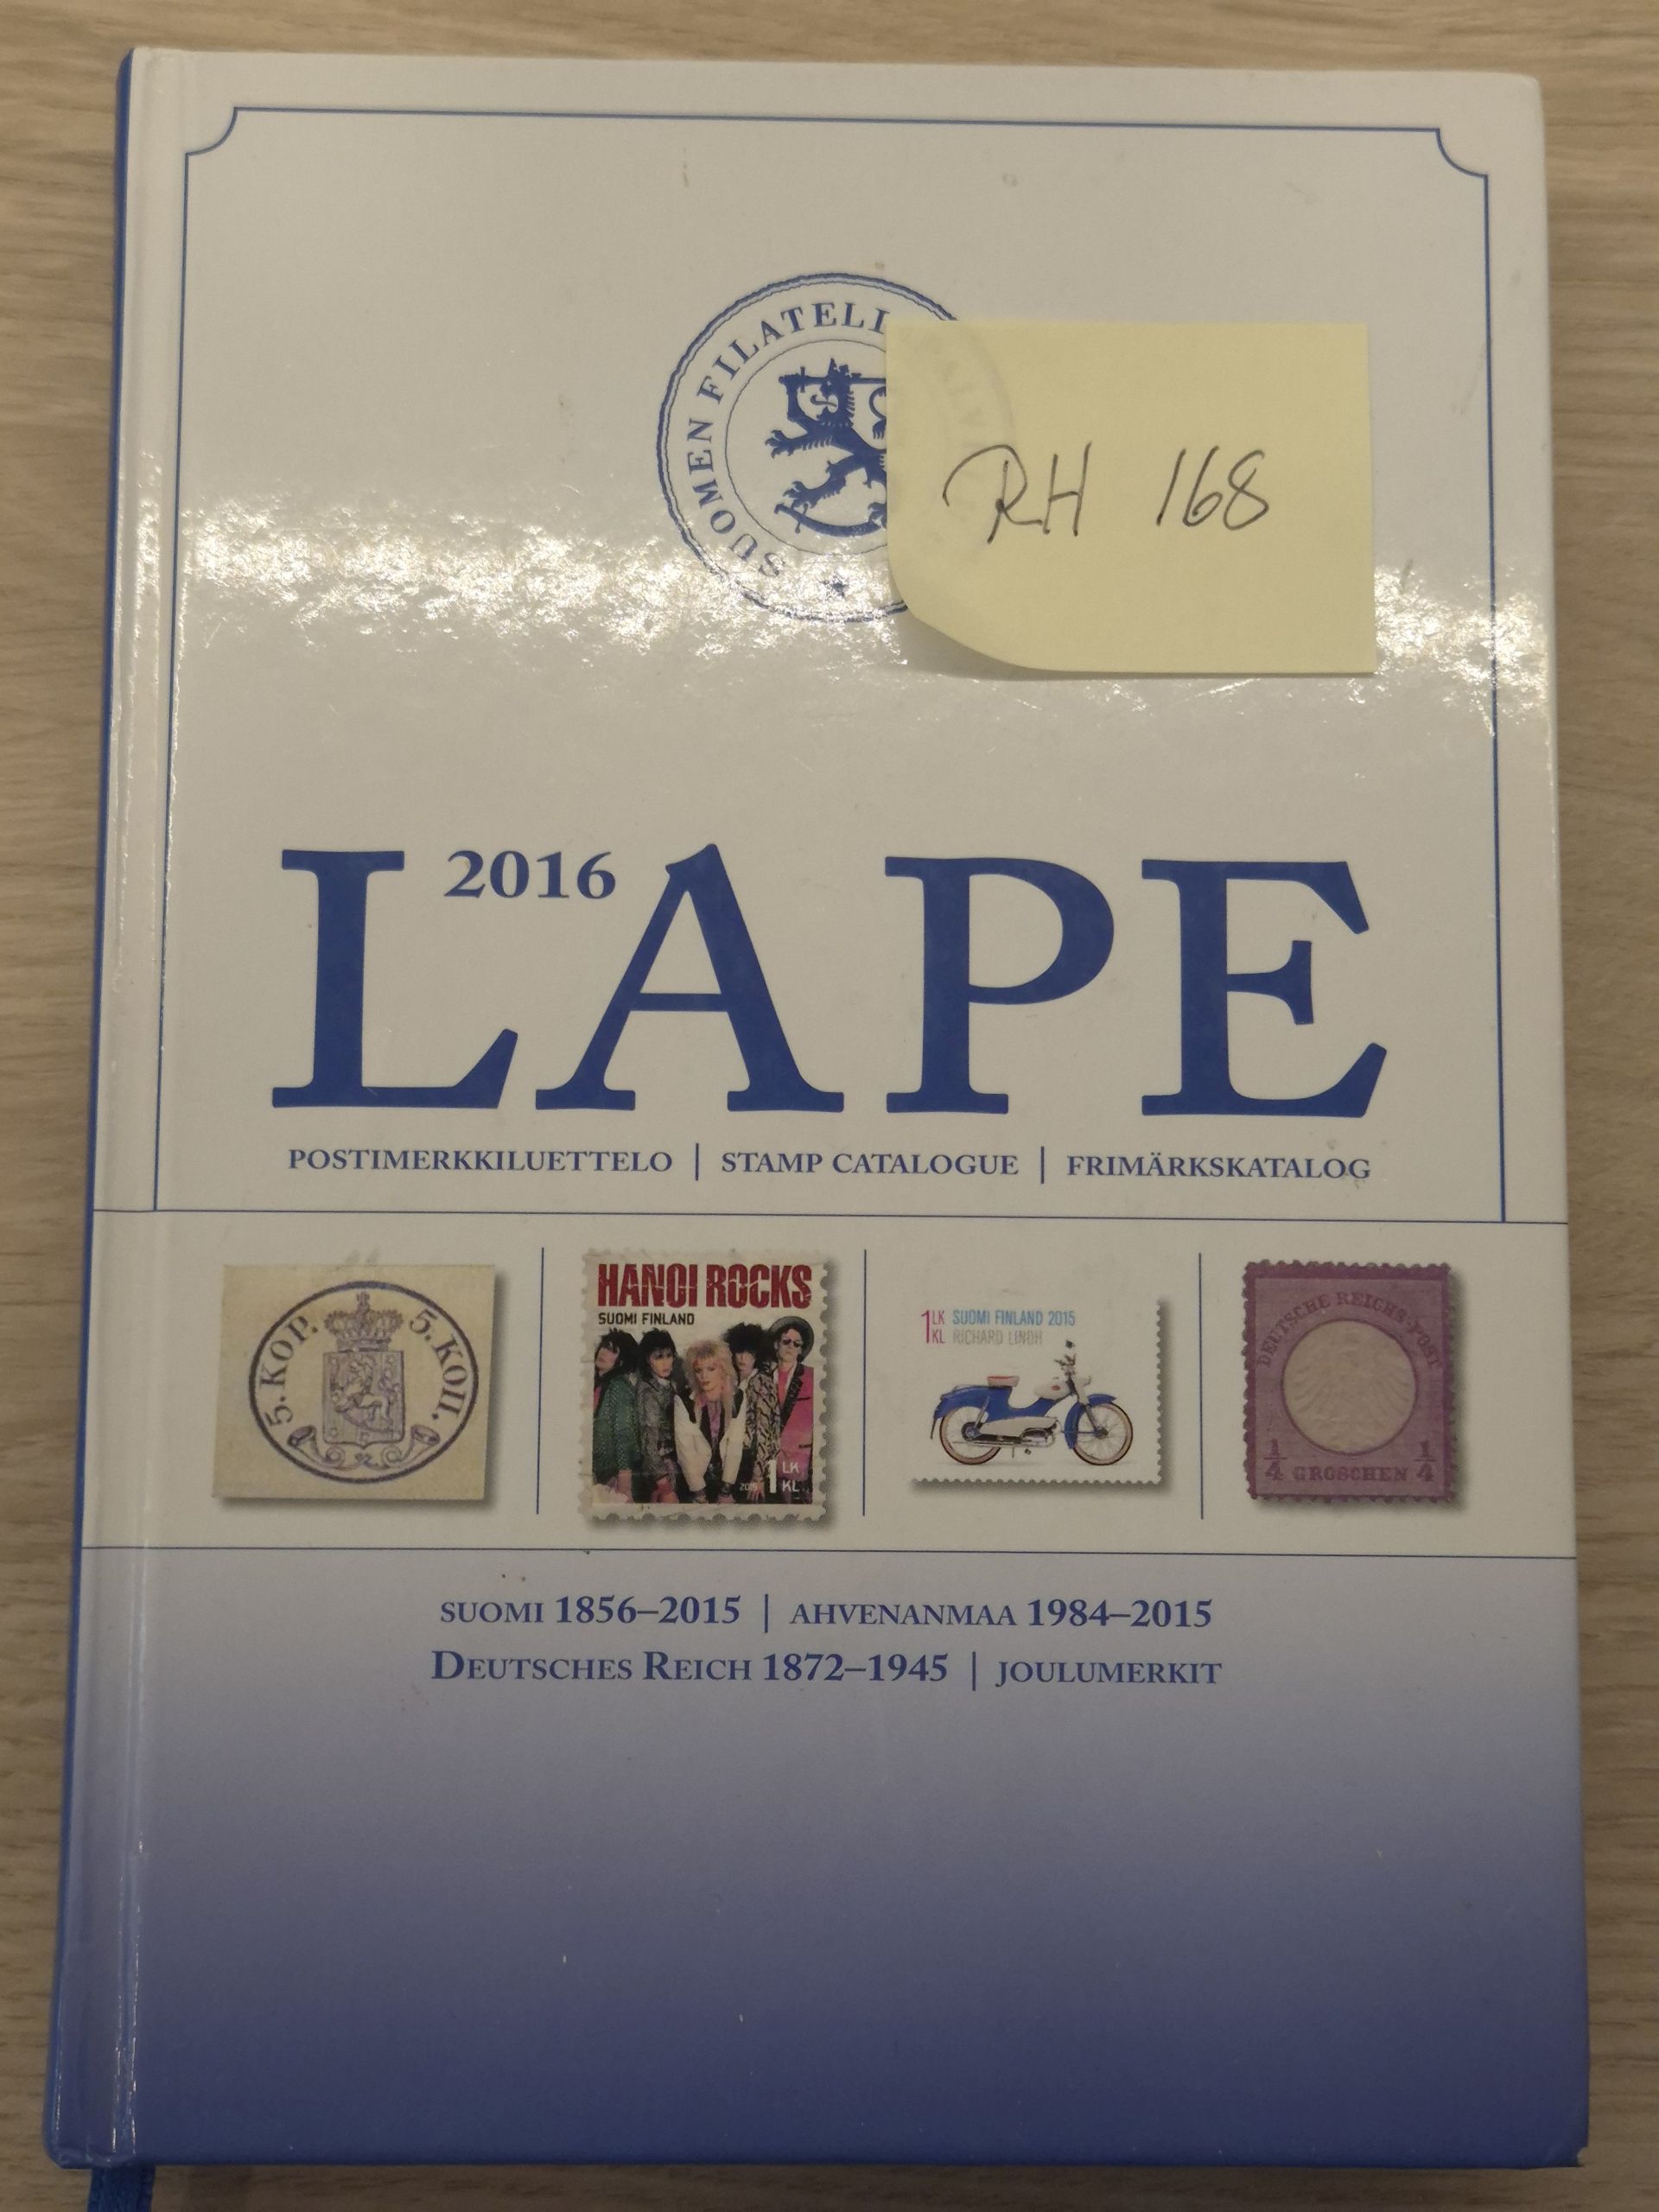 SUOMEN FILATELI
RH 168
2016
LAPE
POSTIMERKKILUETTELO | STAMP CATALOGUE | FRIMÄRKSKATALOG
5.KOP. 5.КОП.
HANOI ROCKS
SUOMI FINLAND
2015
1 LK
KL
1 LK SUOMI FINLAND 2015
KL RICHARD LINDH
DEUTSCHE REICHS-POST
1/4 GROSCHEN 1/4
SUOMI 1856–2015 | AHVENANMAA 1984–2015
DEUTSCHES REICH 1872–1945 | JOULUMERKIT